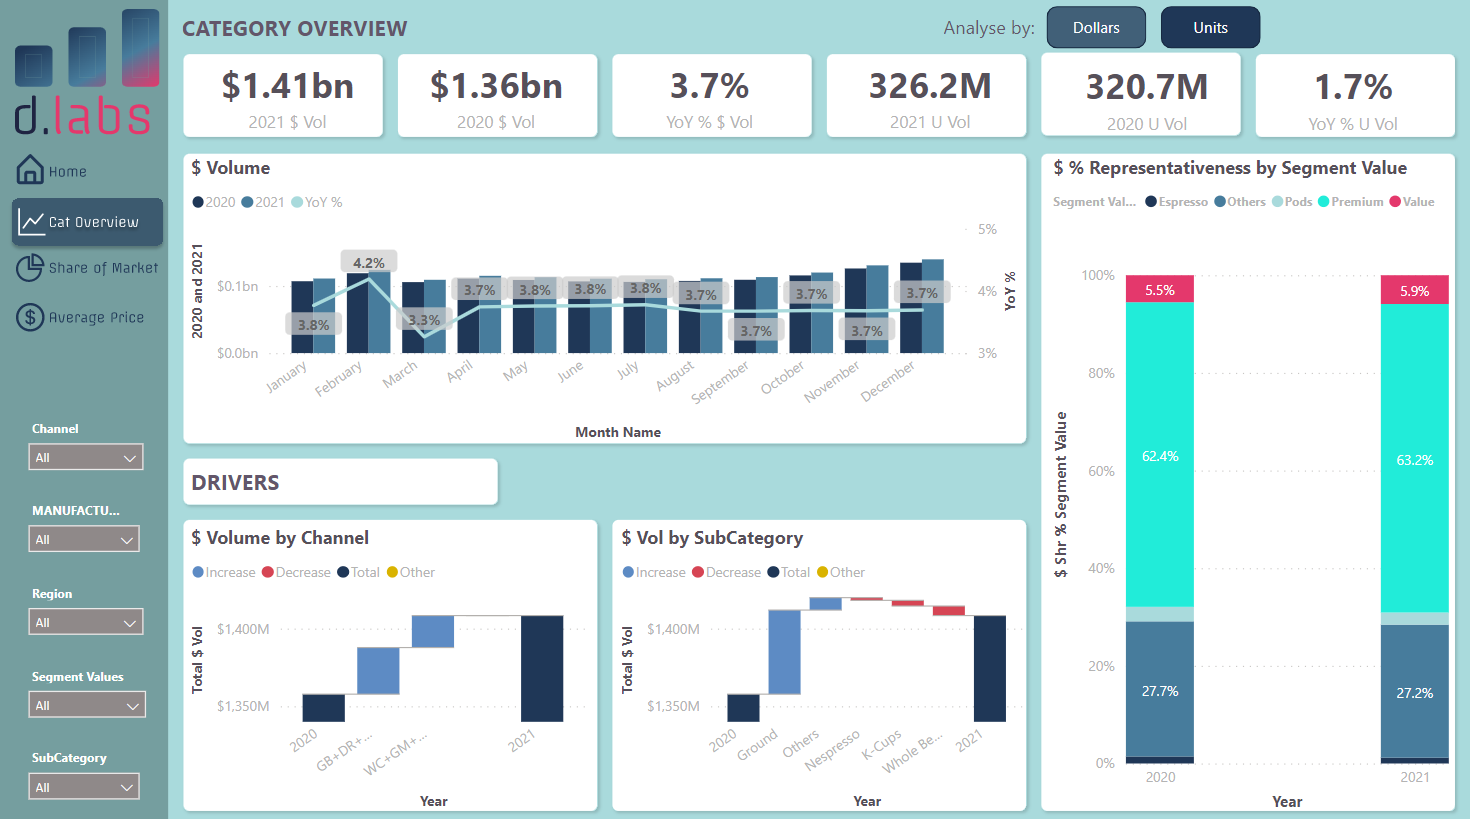 d.labs
Home
Cat Overview
Share of Market
Average Price
Channel
All
MANUFACTU...
All
Region
All
Segment Values
All
SubCategory
All
CATEGORY OVERVIEW
Analyse by:
Dollars
Units
$1.41bn
2021 $ Vol
$1.36bn
2020 $ Vol
3.7%
YoY % $ Vol
326.2M
2021 U Vol
320.7M
2020 U Vol
1.7%
YoY % U Vol
$ Volume
2020 2021 YoY %
2020 and 2021
$0.1bn
$0.0bn
5%
4%
3%
YoY %
3.8%
4.2%
3.3%
3.7%
3.8%
3.8%
3.8%
3.7%
3.7%
3.7%
3.7%
3.7%
January
February
March
April
May
June
July
August
September
October
November
December
Month Name
DRIVERS
$ Volume by Channel
Increase Decrease Total Other
Total $ Vol
$1,400M
$1,350M
2020
GB+DR+...
WC+GM+...
2021
Year
$ Vol by SubCategory
Increase Decrease Total Other
Total $ Vol
$1,400M
$1,350M
2020
Ground
Others
Nespresso
K-Cups
Whole Be...
2021
Year
$ % Representativeness by Segment Value
Segment Val... Espresso Others Pods Premium Value
$ Shr % Segment Value
100%
80%
60%
40%
20%
0%
5.5%
62.4%
27.7%
5.9%
63.2%
27.2%
2020
2021
Year